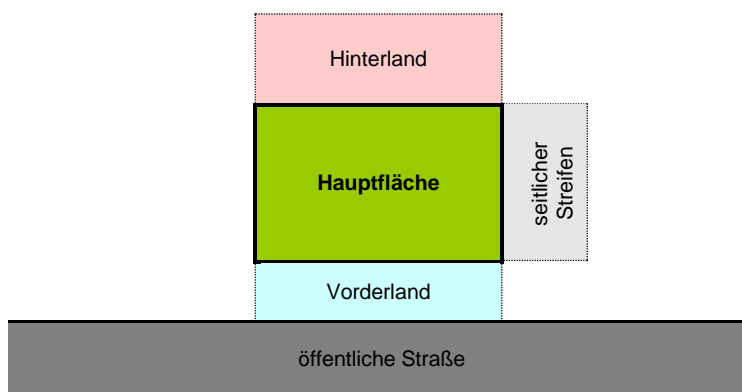 Hinterland
Hauptfläche
seitlicher
Streifen
Vorderland
öffentliche Straße